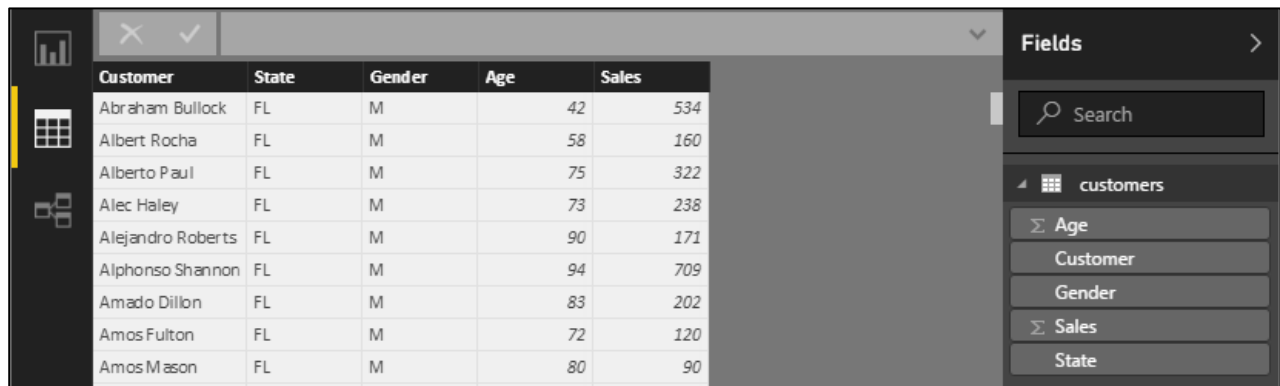 Customer State Gender Age Sales
Abraham Bullock FL M 42 534
Albert Rocha FL M 58 160
Alberto Paul FL M 75 322
Alec Haley FL M 73 238
Alejandro Roberts FL M 90 171
Alphonso Shannon FL M 94 709
Amado Dillon FL M 83 202
Amos Fulton FL M 72 120
Amos Mason FL M 80 90
Fields
Search
customers
Σ Age
Customer
Gender
Σ Sales
State